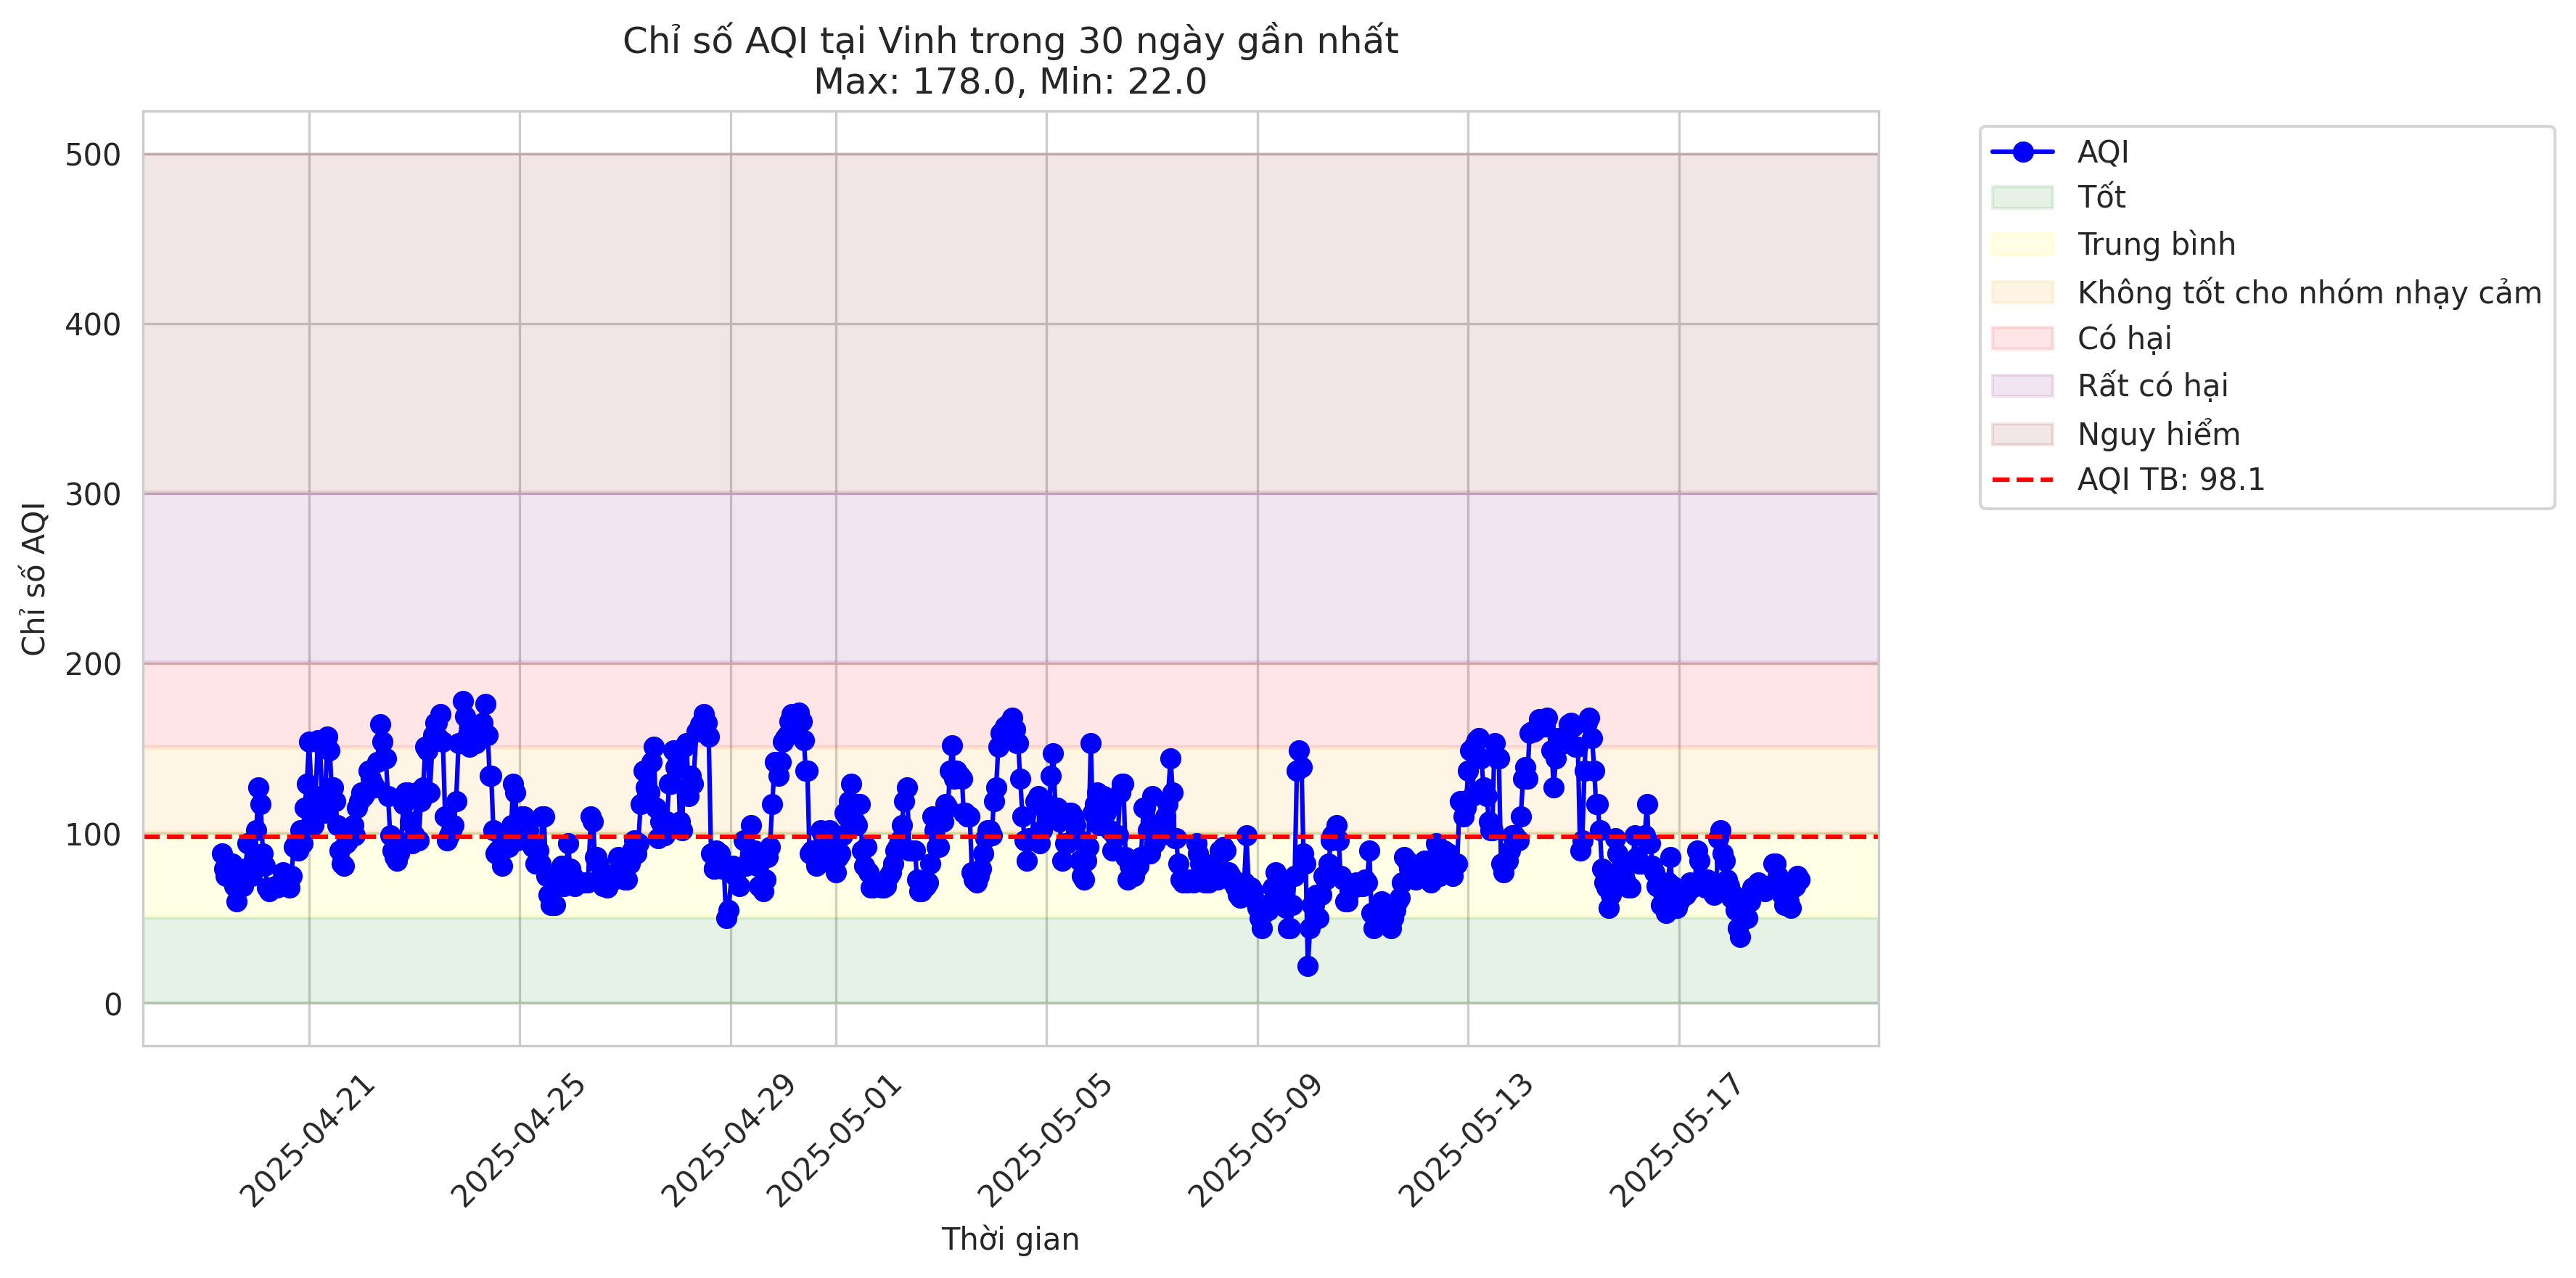 Chỉ số AQI tại Vinh trong 30 ngày gần nhất
Max: 178.0, Min: 22.0
Chỉ số AQI
500
400
300
200
100
0
2025-04-21
2025-04-25
2025-04-29
2025-05-01
2025-05-05
2025-05-09
2025-05-13
2025-05-17
Thời gian
AQI
Tốt
Trung bình
Không tốt cho nhóm nhạy cảm
Có hại
Rất có hại
Nguy hiểm
AQI TB: 98.1